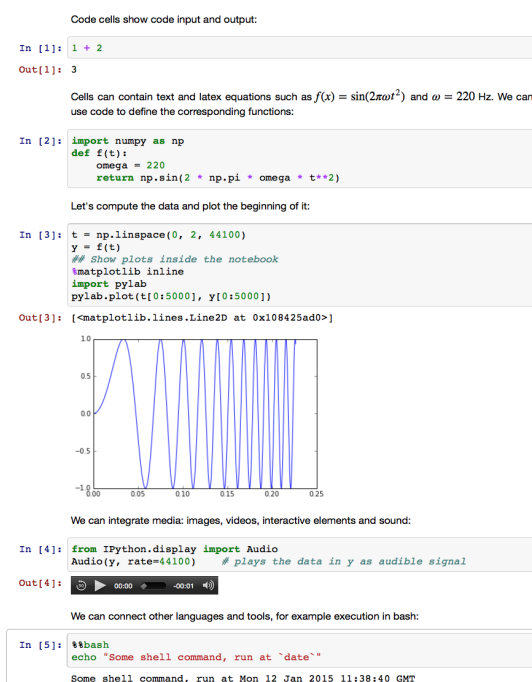 Code cells show code input and output:
In [1]: 1 + 2
Out[1]: 3
Cells can contain text and latex equations such as f(x) = sin(2πωt²) and ω = 220 Hz. We can
use code to define the corresponding functions:
In [2]: import numpy as np
def f(t):
    omega = 220
    return np.sin(2 * np.pi * omega * t**2)
Let's compute the data and plot the beginning of it:
In [3]: t = np.linspace(0, 2, 44100)
y = f(t)
## Show plots inside the notebook
%matplotlib inline
import pylab
pylab.plot(t[0:5000], y[0:5000])
Out[3]: [<matplotlib.lines.Line2D at 0x108425ad0>]
1.0
0.5
0.0
−0.5
−1.0
0.00 0.05 0.10 0.15 0.20 0.25
We can integrate media: images, videos, interactive elements and sound:
In [4]: from IPython.display import Audio
Audio(y, rate=44100)    # plays the data in y as audible signal
Out[4]: 30 00:00 -00:01
We can connect other languages and tools, for example execution in bash:
In [5]: %%bash
echo "Some shell command, run at `date`"
Some shell command, run at Mon 12 Jan 2015 11:38:40 GMT